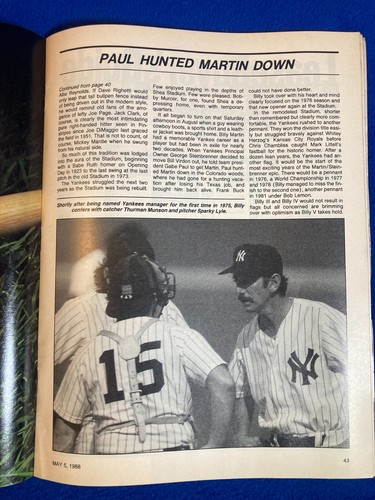 PAUL HUNTED MARTIN DOWN
Continued from page 40
Allie Reynolds. If Dave Righetti would
only leap that tall bullpen fence instead
of being driven out in the modern style,
he would remind old fans of the arro-
gance of lefty Joe Page. Jack Clark, of
course, is clearly the most intimidating
pure right-handed hitter seen in Pin-
stripes since Joe DiMaggio last grazed
the field in 1951. That is not to count, of
course, Mickey Mantle when he swung
from his natural side.
So much of this tradition was lodged
into the aura of the Stadium, beginning
with a Babe Ruth homer on Opening
Day in 1923 to the last swing at the last
pitch in the old Stadium in 1973.
The Yankees struggled the next two
years as the Stadium was being rebuilt.
Few enjoyed playing in the depths of
Shea Stadium. Few were pleased. Bob-
by Murcer, for one, found Shea a de-
pressing home, even with temporary
quarters.
It all began to turn on that Saturday
afternoon in August when a guy wearing
cowboy boots, a sports shirt and a leath-
er jacket was brought home. Billy Martin
had a memorable Yankee career as a
player but had been in exile for nearly
two decades. When Yankees Principal
Owner George Steinbrenner decided to
move Bill Virdon out, he told team presi-
dent Gabe Paul to get Martin. Paul hunt-
ed Martin down in the Colorado woods,
where he had gone for a hunting vaca-
tion after losing his Texas job, and
brought him back alive. Frank Buck
could not have done better.
Billy took over with his heart and mind
clearly focused on the 1976 season and
that new opener again at the Stadium.
In the remodeled Stadium, shorter
than remembered but clearly more com-
fortable, the Yankees rushed to another
pennant. They won the division title easi-
ly but struggled bravely against Whitey
Herzog's Kansas City Royals before
Chris Chambliss caught Mark Littell's
fastball for the historic homer. After a
dozen lean years, the Yankees had an-
other flag. It would be the start of the
most exciting years of the Martin/Stein-
brenner epic. There would be a pennant
in 1976, a World Championship in 1977
and 1978 (Billy managed to miss the fin-
ish to the second one), another pennant
in 1981 under Bob Lemon.
Billy III and Billy IV would not result in
flags but all concerned are brimming
over with optimism as Billy V takes hold.
Shortly after being named Yankees manager for the first time in 1975, Billy
confers with catcher Thurman Munson and pitcher Sparky Lyle.
NY
15
NY
MAY 5, 1988
43